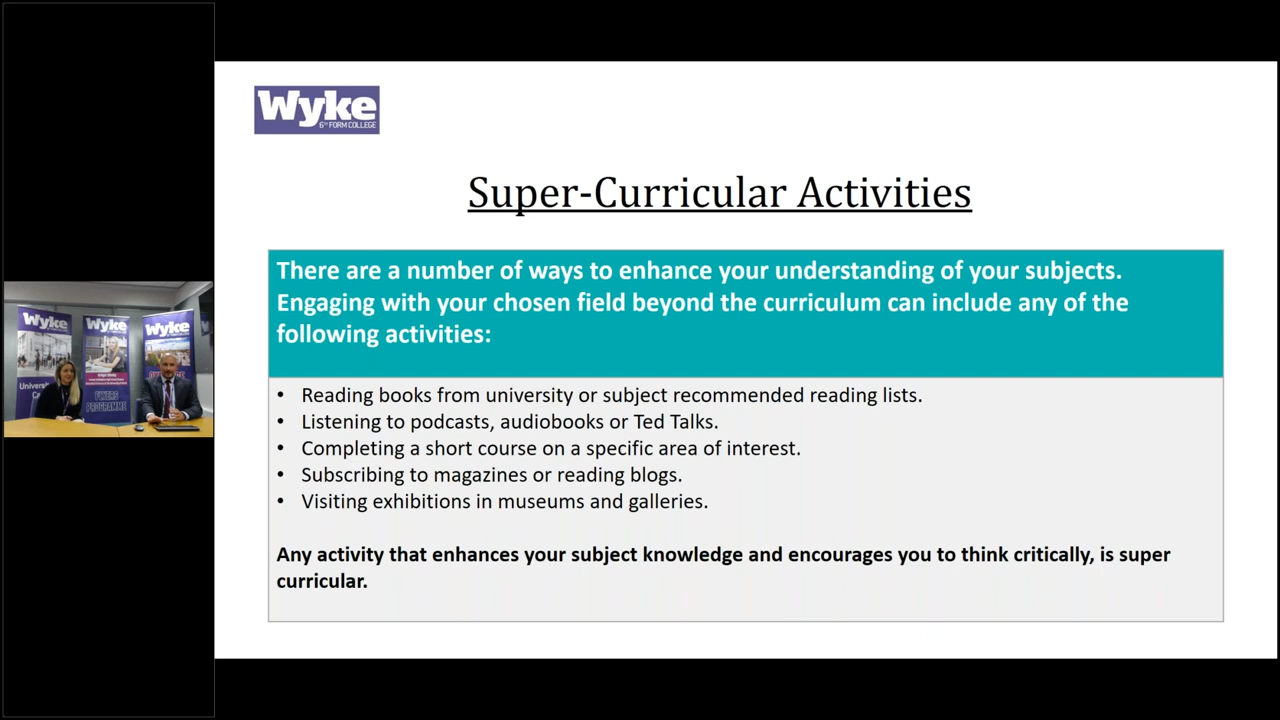 Wyke
6TH FORM COLLEGE
Super-Curricular Activities
There are a number of ways to enhance your understanding of your subjects.
Engaging with your chosen field beyond the curriculum can include any of the
following activities:
• Reading books from university or subject recommended reading lists.
• Listening to podcasts, audiobooks or Ted Talks.
• Completing a short course on a specific area of interest.
• Subscribing to magazines or reading blogs.
• Visiting exhibitions in museums and galleries.
Any activity that enhances your subject knowledge and encourages you to think critically, is super
curricular.
Wyke
Wyke
Wyke
FLYERS
PROGRAMME